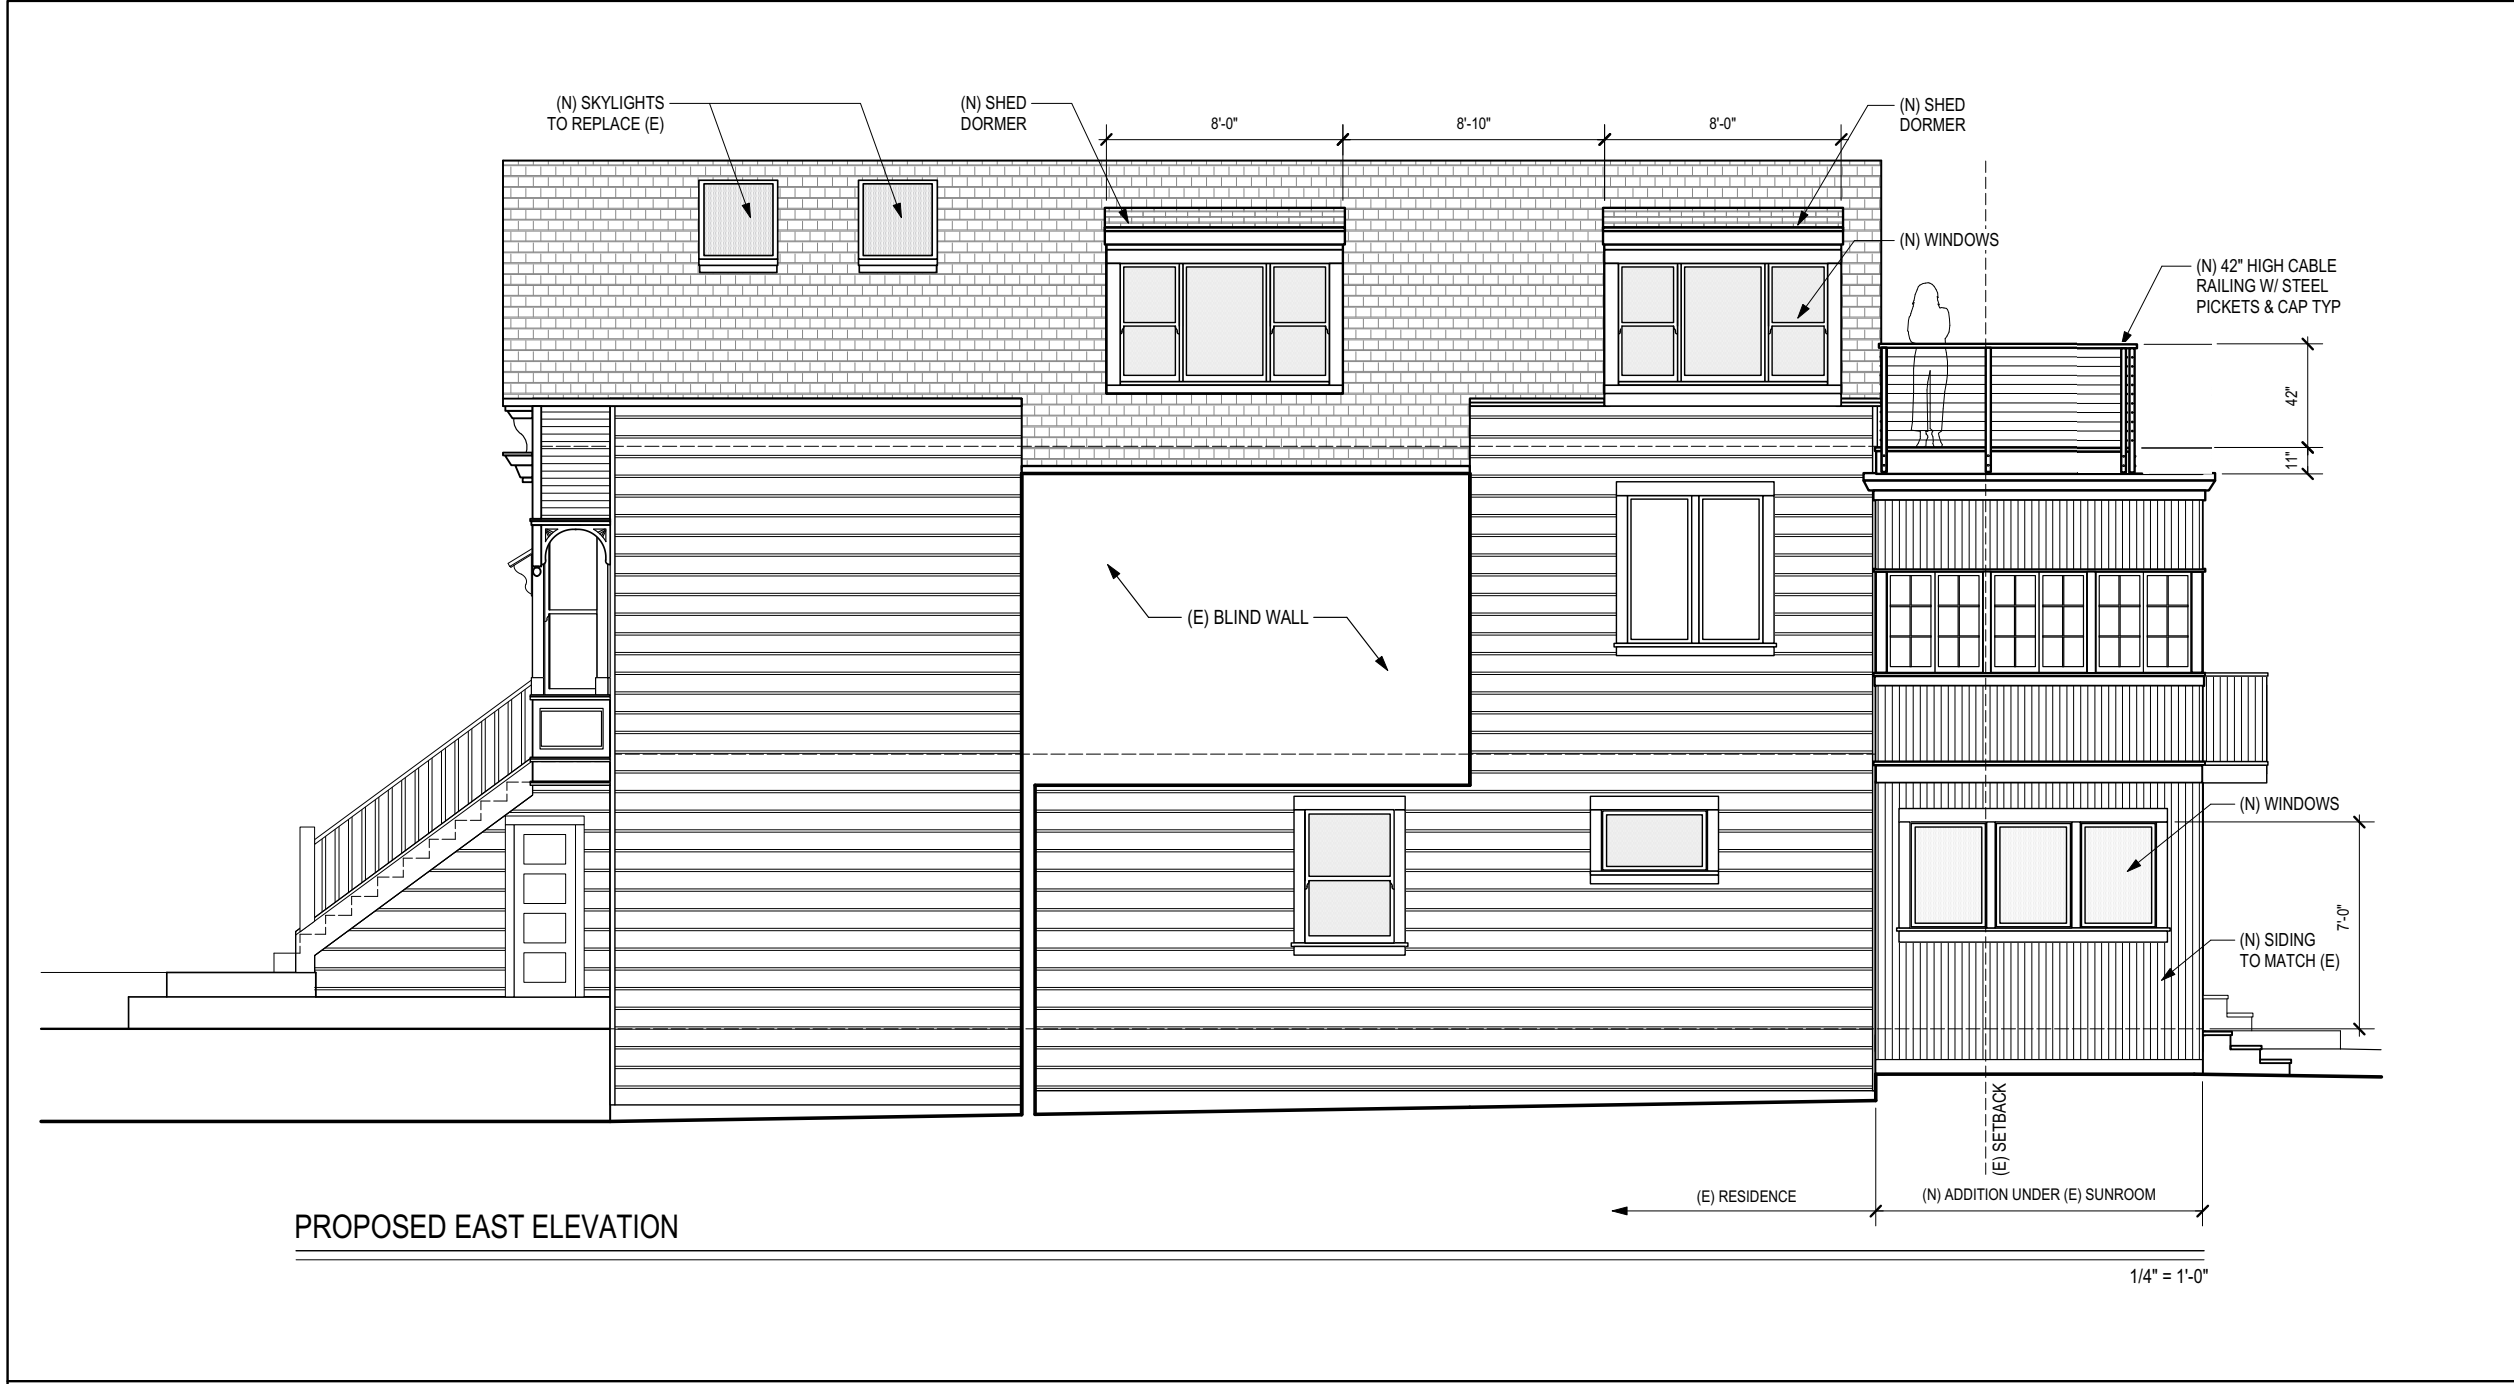 (N) SKYLIGHTS
TO REPLACE (E)
(N) SHED
DORMER
8'-0"
8'-10"
8'-0"
(N) SHED
DORMER
(N) WINDOWS
(N) 42" HIGH CABLE
RAILING W/ STEEL
PICKETS & CAP TYP
42"
11"
(E) BLIND WALL
(N) WINDOWS
7'-0"
(N) SIDING
TO MATCH (E)
(E) SETBACK
(E) RESIDENCE
(N) ADDITION UNDER (E) SUNROOM
PROPOSED EAST ELEVATION
1/4" = 1'-0"